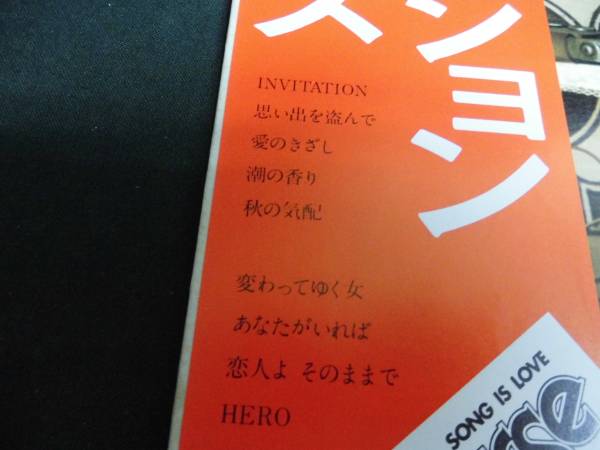 ション
ス
INVITATION
思い出を盗んで
愛のきざし
潮の香り
秋の気配
変わってゆく女
あなたがいれば
恋人よ そのままで
HERO
SONG IS LOVE